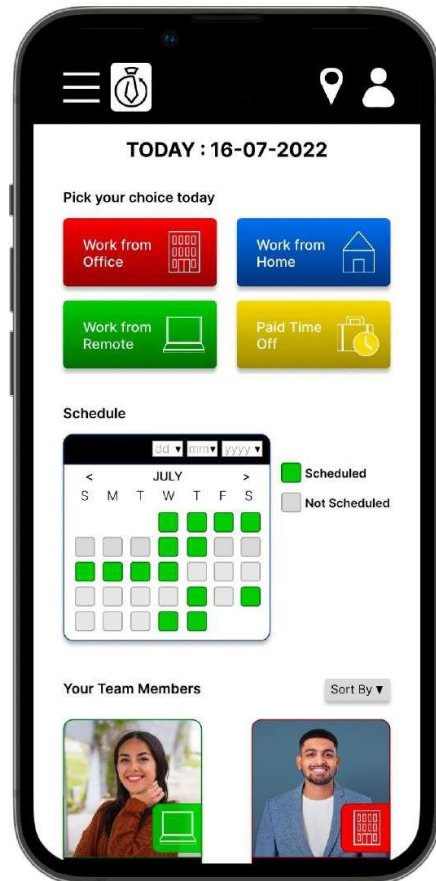 TODAY : 16-07-2022
Pick your choice today
Work from
Office
Work from
Home
Work from
Remote
Paid Time
Off
Schedule
dd ▼ mm ▼ yyyy ▼
< JULY >
S M T W T F S
Scheduled
Not Scheduled
Your Team Members
Sort By ▼